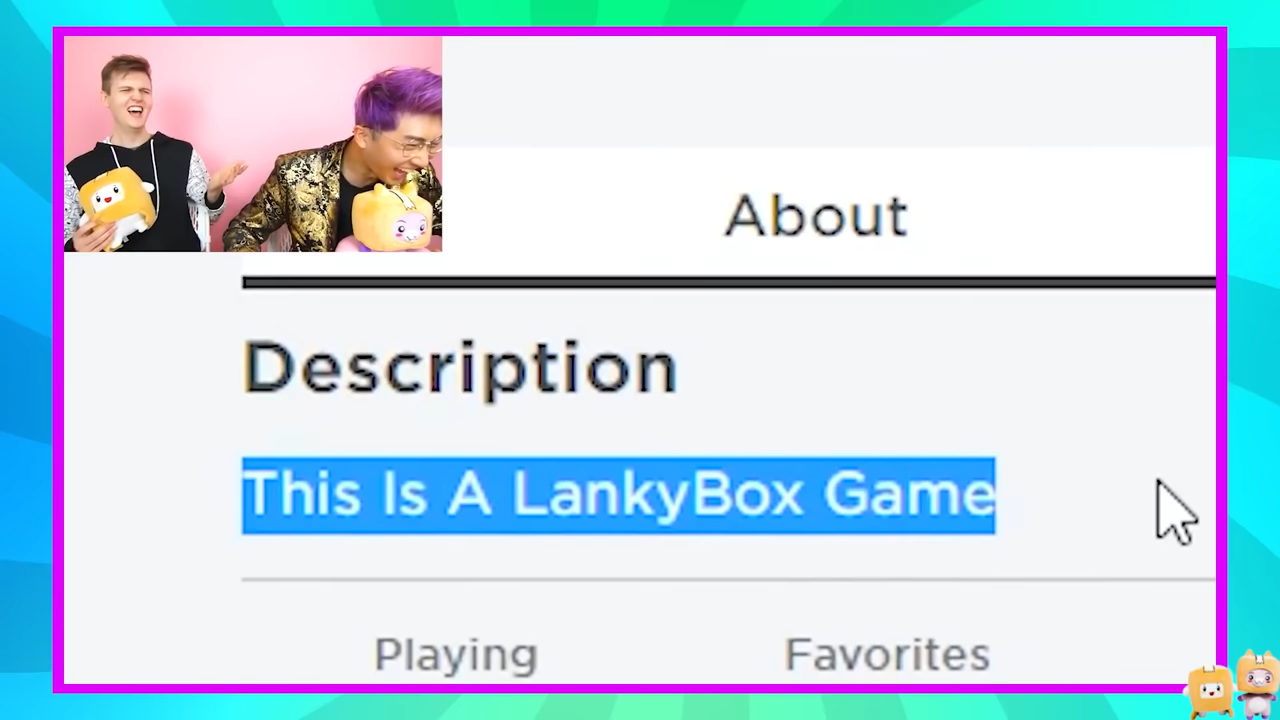 About
Description
This Is A LankyBox Game
Playing
Favorites